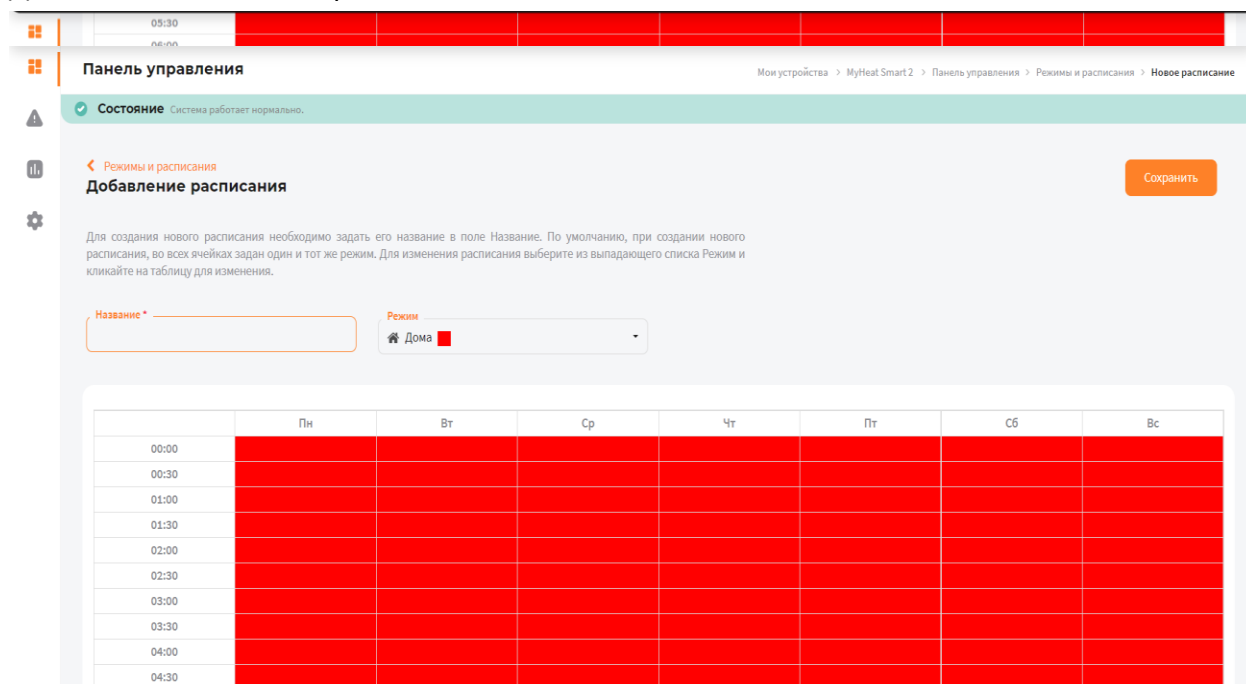 05:30
06:00
Панель управления
Мои устройства > MyHeat Smart 2 > Панель управления > Режимы и расписания > Новое расписание
Состояние Система работает нормально.
Режимы и расписания
Добавление расписания
Сохранить
Для создания нового расписания необходимо задать его название в поле Название. По умолчанию, при создании нового
расписания, во всех ячейках задан один и тот же режим. Для изменения расписания выберите из выпадающего списка Режим и
кликайте на таблицу для изменения.
Название *
Режим
Дома
Пн Вт Ср Чт Пт Сб Вс
00:00
00:30
01:00
01:30
02:00
02:30
03:00
03:30
04:00
04:30